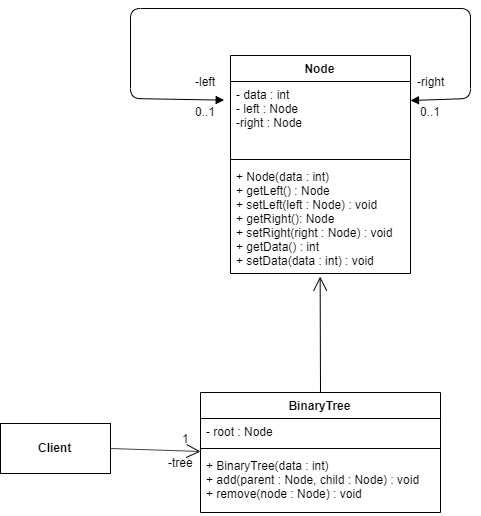 -left
0..1
-right
0..1
Node
- data : int
- left : Node
-right : Node
+ Node(data : int)
+ getLeft() : Node
+ setLeft(left : Node) : void
+ getRight(): Node
+ setRight(right : Node) : void
+ getData() : int
+ setData(data : int) : void
Client
1
-tree
BinaryTree
- root : Node
+ BinaryTree(data : int)
+ add(parent : Node, child : Node) : void
+ remove(node : Node) : void